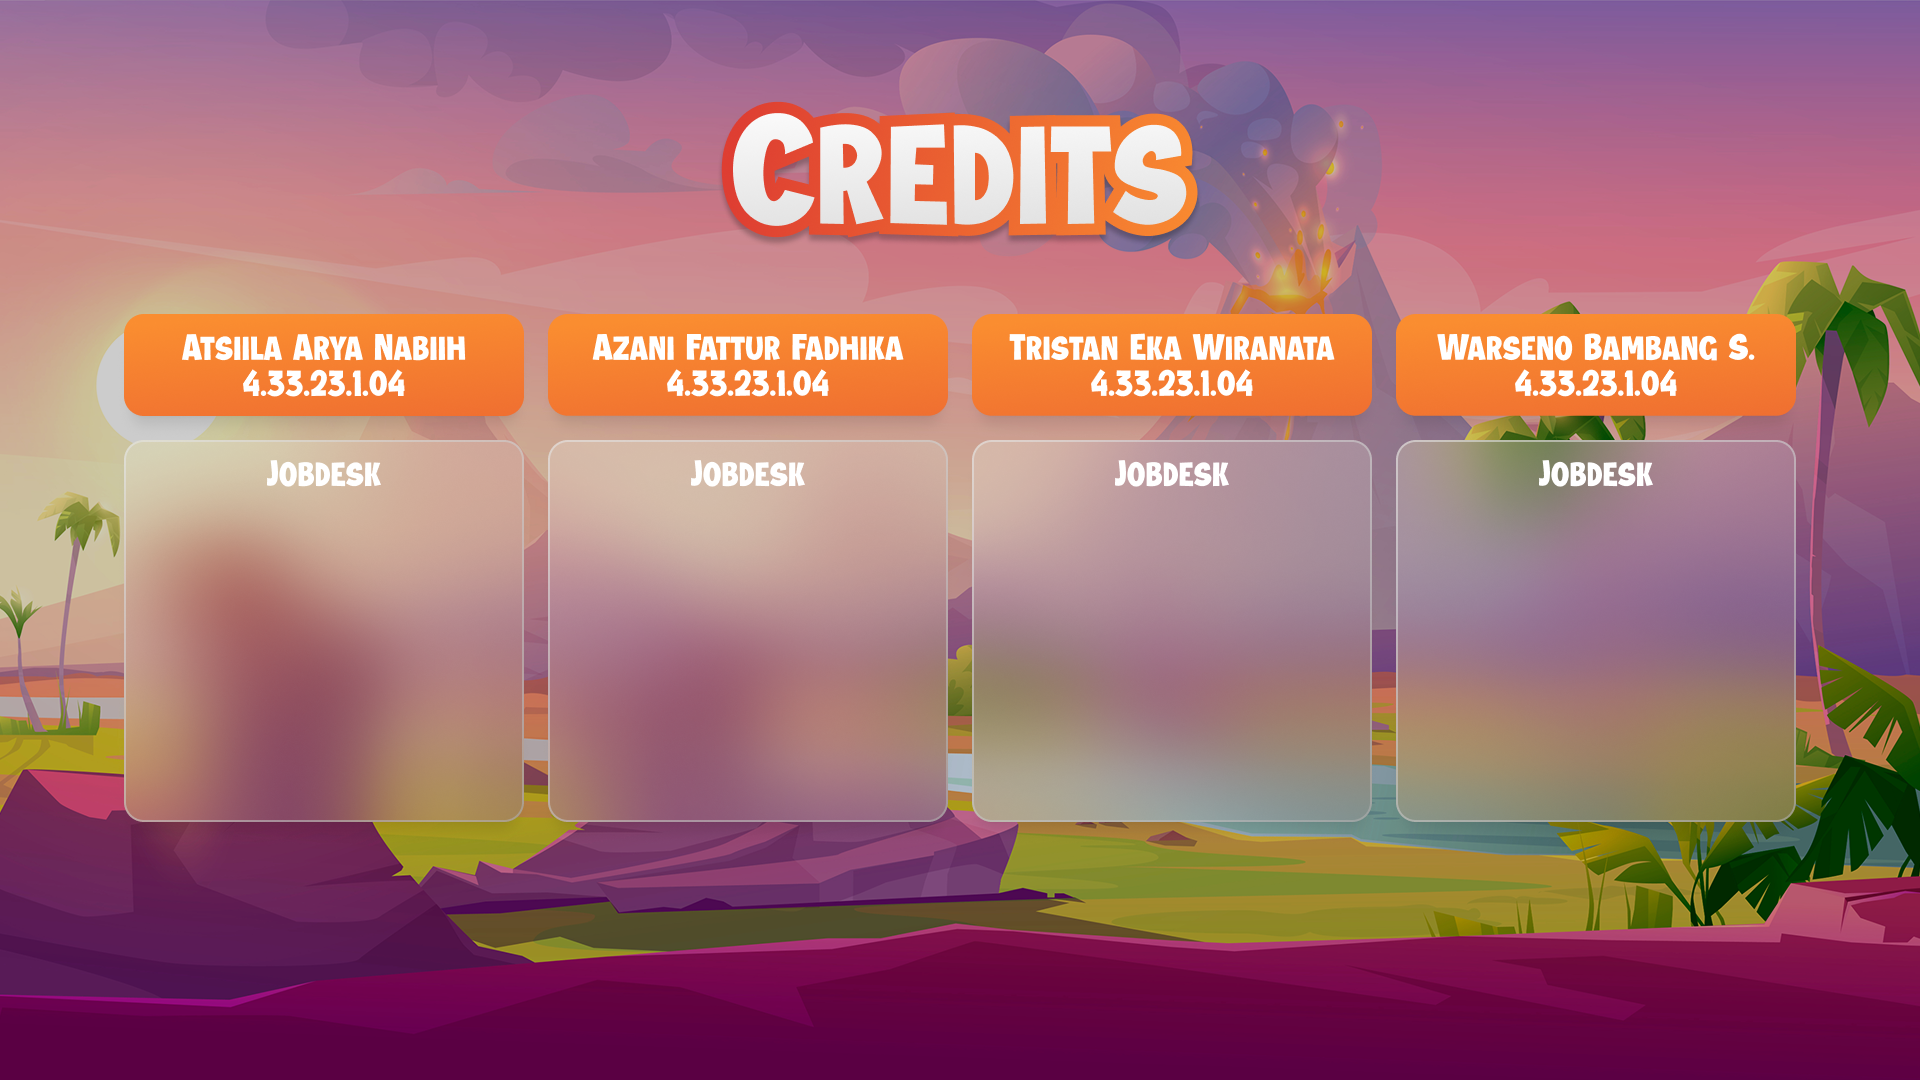 CREDITS
ATSIILA ARYA NABIIH
4.33.23.1.04
AZANI FATTUR FADHIKA
4.33.23.1.04
TRISTAN EKA WIRANATA
4.33.23.1.04
WARSENO BAMBANG S.
4.33.23.1.04
JOBDESK
JOBDESK
JOBDESK
JOBDESK